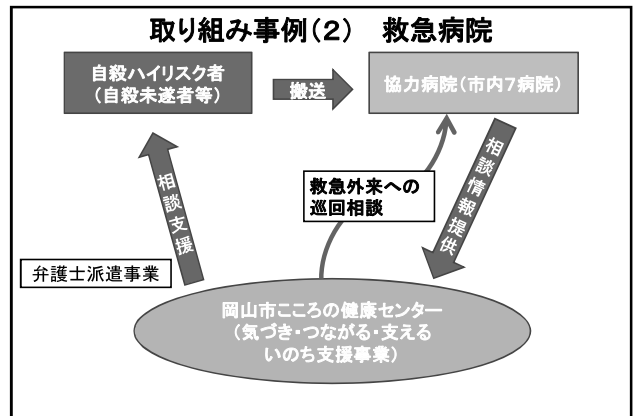 取り組み事例(2) 救急病院
自殺ハイリスク者
(自殺未遂者等)
搬送
協力病院(市内7病院)
救急外来への
巡回相談
相談情報提供
相談支援
弁護士派遣事業
岡山市こころの健康センター
(気づき・つながる・支える
いのち支援事業)